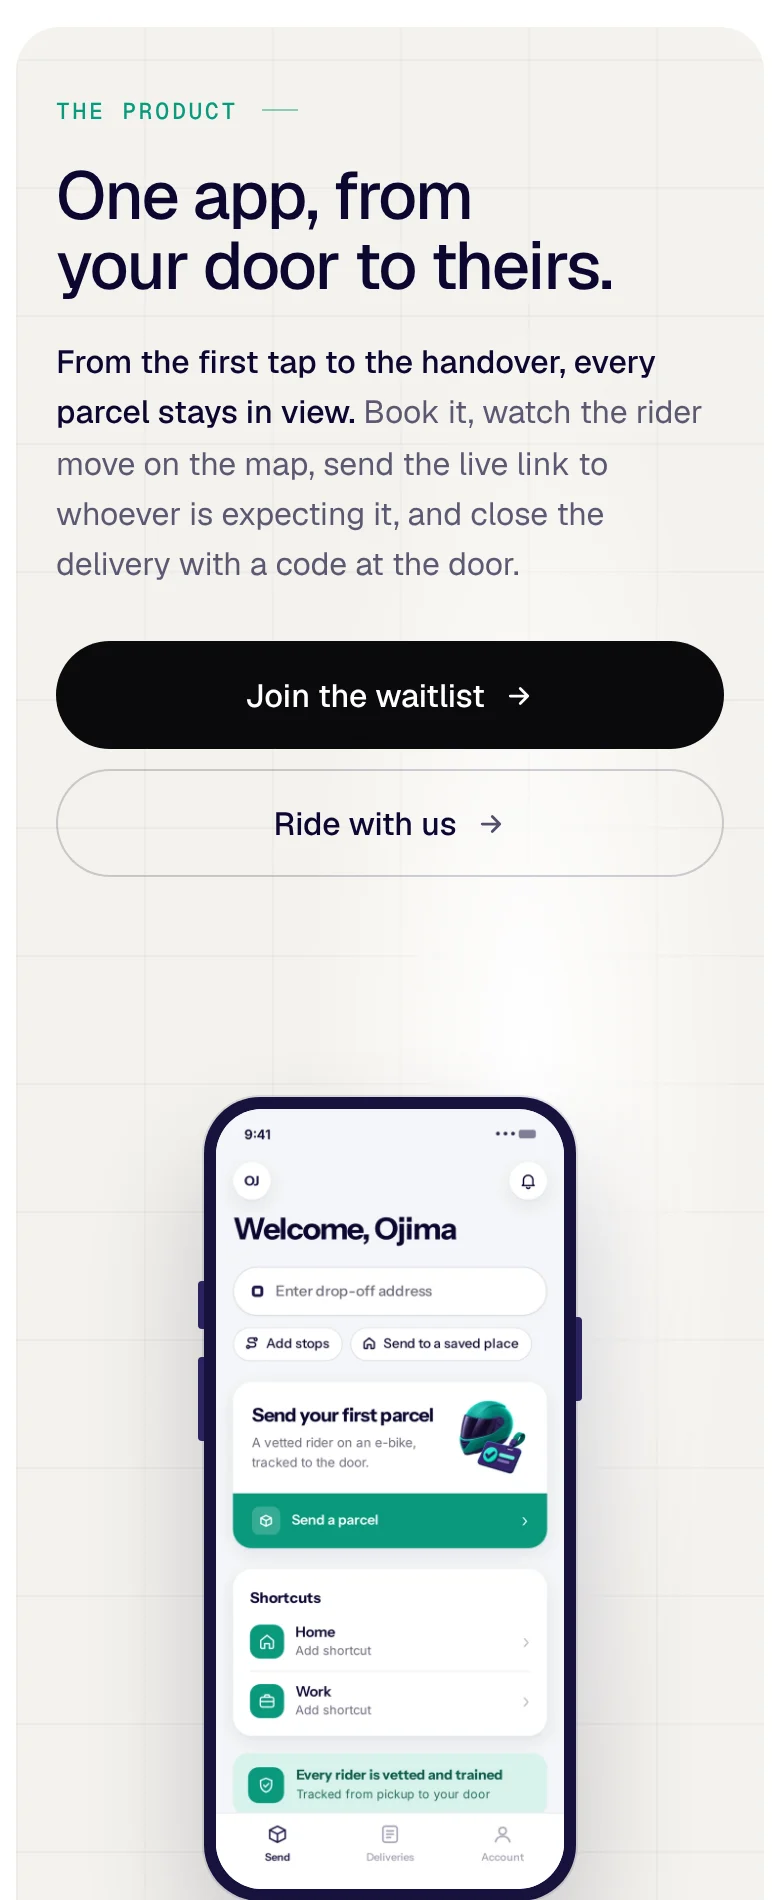 THE PRODUCT
One app, from
your door to theirs.
From the first tap to the handover, every
parcel stays in view. Book it, watch the rider
move on the map, send the live link to
whoever is expecting it, and close the
delivery with a code at the door.
Join the waitlist
Ride with us
9:41
OJ
Welcome, Ojima
Enter drop-off address
Add stops
Send to a saved place
Send your first parcel
A vetted rider on an e-bike,
tracked to the door.
Send a parcel
Shortcuts
Home
Add shortcut
Work
Add shortcut
Every rider is vetted and trained
Tracked from pickup to your door
Send
Deliveries
Account